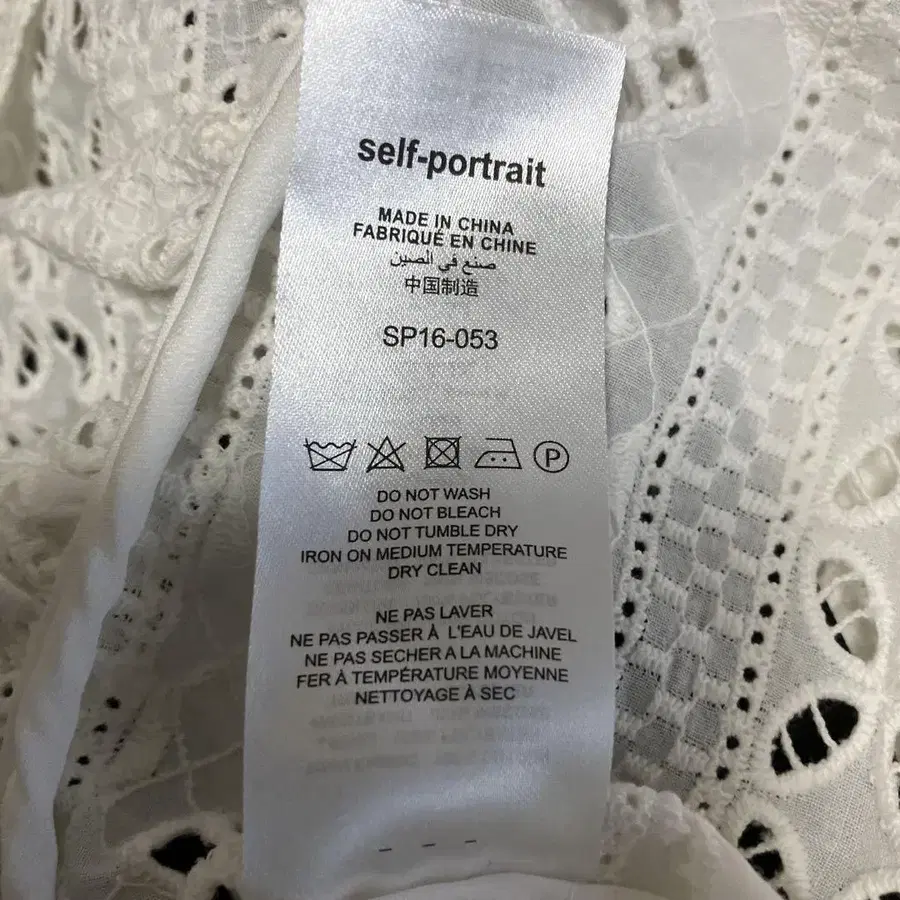 self-portrait
MADE IN CHINA
FABRIQUÉ EN CHINE
صنع في الصين
中国制造
SP16-053
P
DO NOT WASH
DO NOT BLEACH
DO NOT TUMBLE DRY
IRON ON MEDIUM TEMPERATURE
DRY CLEAN
NE PAS LAVER
NE PAS PASSER À L'EAU DE JAVEL
NE PAS SECHER A LA MACHINE
FER À TEMPÉRATURE MOYENNE
NETTOYAGE À SEC